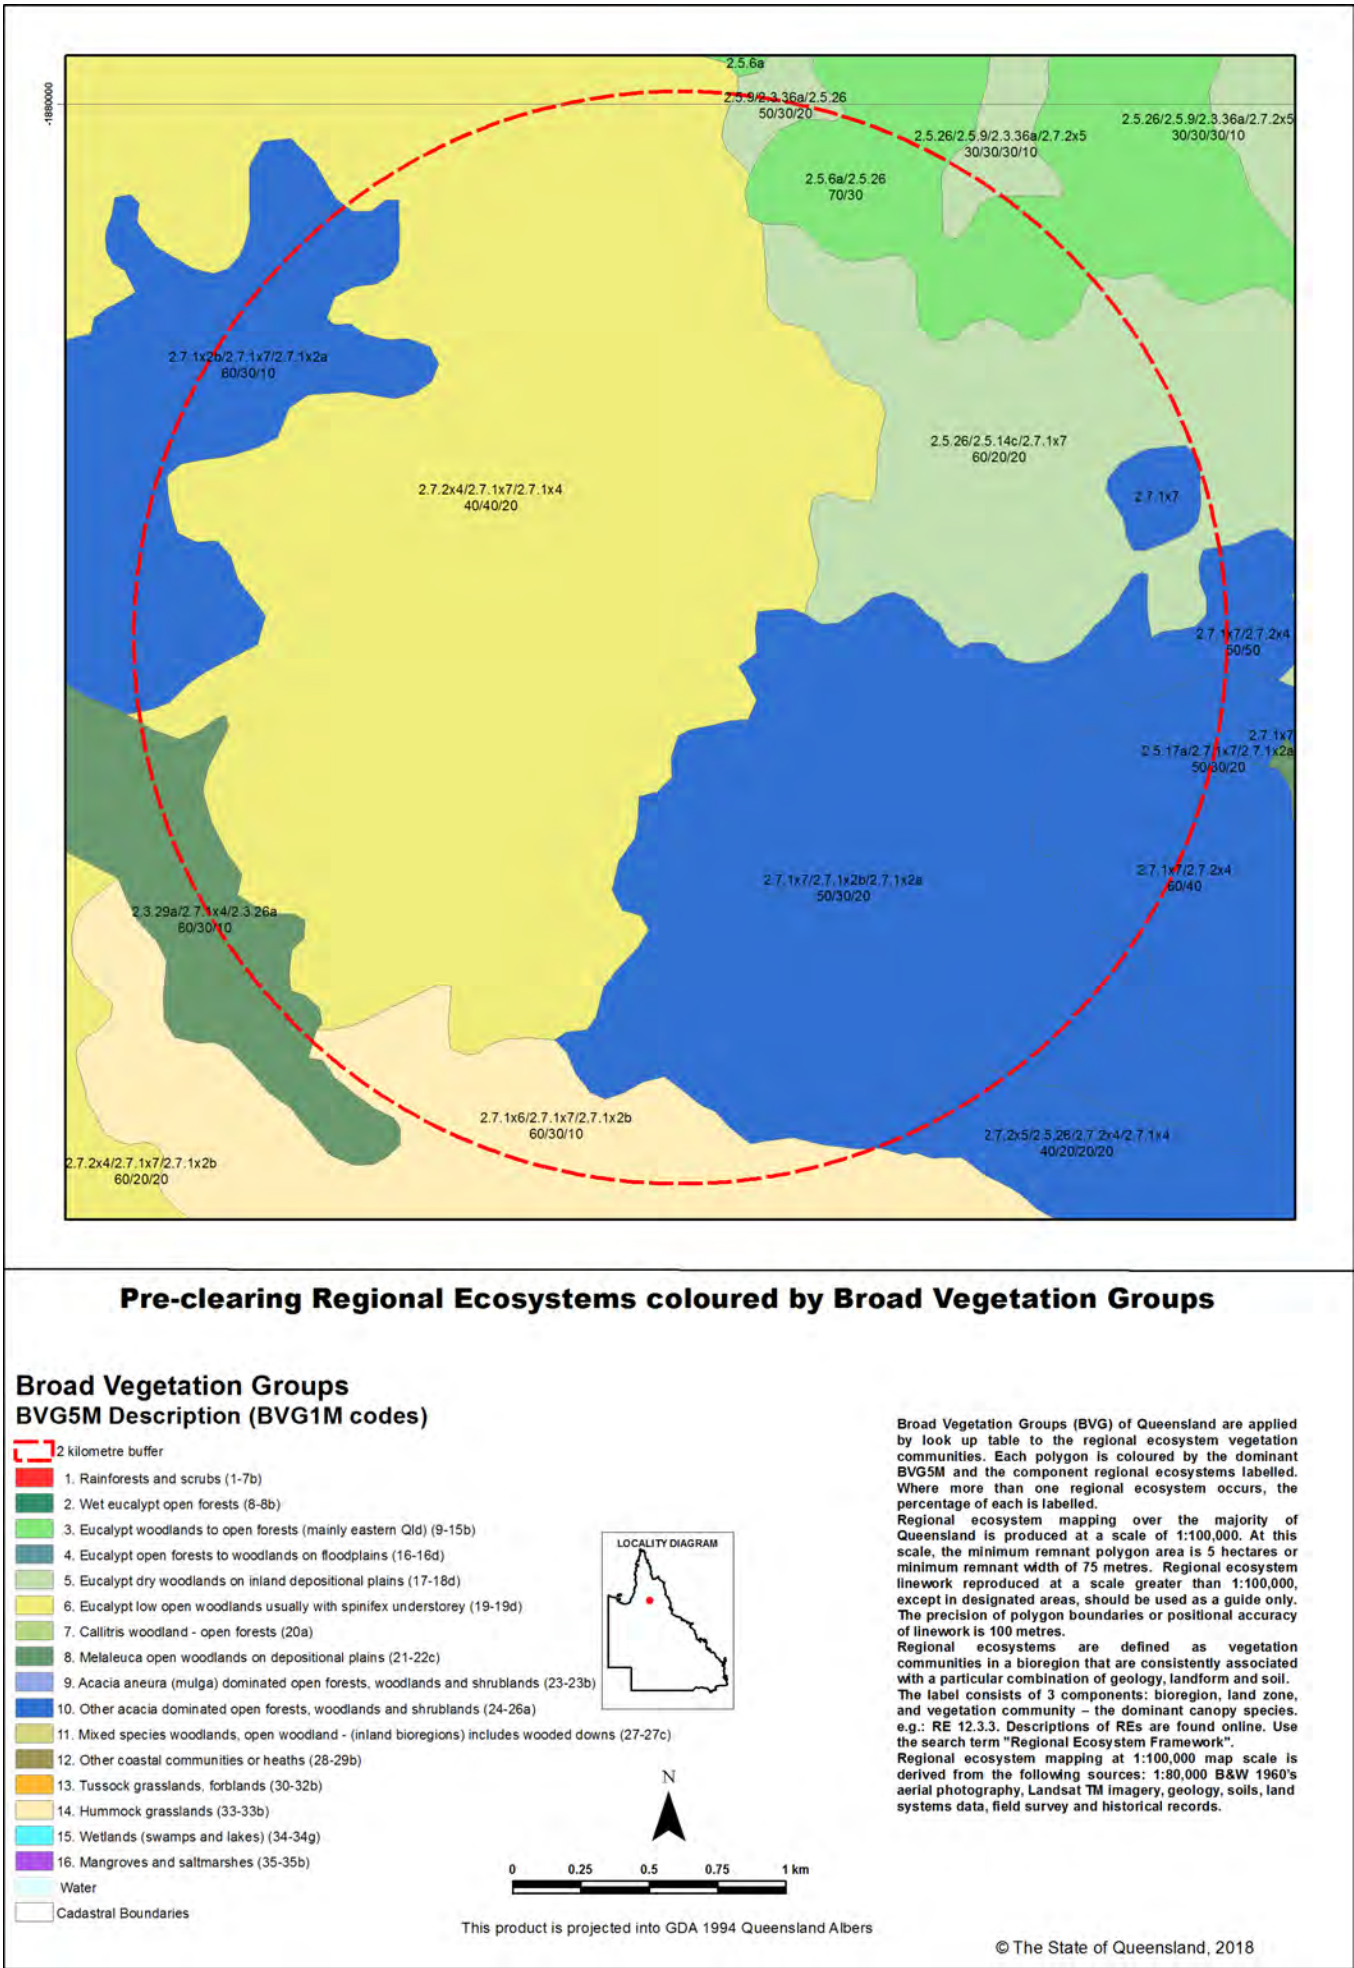 -1880000
2.5.6a
2.5.9/2.3.36a/2.5.26
50/30/20
2.5.26/2.5.9/2.3.36a/2.7.2x5
30/30/30/10
2.5.26/2.5.9/2.3.36a/2.7.2x5
30/30/30/10
2.5.6a/2.5.26
70/30
2.7.1x2b/2.7.1x7/2.7.1x2a
60/30/10
2.5.26/2.5.14c/2.7.1x7
60/20/20
2.7.2x4/2.7.1x7/2.7.1x4
40/40/20
2.7.1x7
2.7.1x7/2.7.2x4
50/50
2.7.1x7
2.5.17a/2.7.1x7/2.7.1x2a
50/30/20
2.7.1x7/2.7.1x2b/2.7.1x2a
50/30/20
2.7.1x7/2.7.2x4
60/40
2.3.29a/2.7.1x4/2.3.26a
60/30/10
2.7.1x6/2.7.1x7/2.7.1x2b
60/30/10
2.7.2x5/2.5.26/2.7.2x4/2.7.1x4
40/20/20/20
2.7.2x4/2.7.1x7/2.7.1x2b
60/20/20
Pre-clearing Regional Ecosystems coloured by Broad Vegetation Groups
Broad Vegetation Groups
BVG5M Description (BVG1M codes)
2 kilometre buffer
1. Rainforests and scrubs (1-7b)
2. Wet eucalypt open forests (8-8b)
3. Eucalypt woodlands to open forests (mainly eastern Qld) (9-15b)
4. Eucalypt open forests to woodlands on floodplains (16-16d)
5. Eucalypt dry woodlands on inland depositional plains (17-18d)
6. Eucalypt low open woodlands usually with spinifex understorey (19-19d)
7. Callitris woodland - open forests (20a)
8. Melaleuca open woodlands on depositional plains (21-22c)
9. Acacia aneura (mulga) dominated open forests, woodlands and shrublands (23-23b)
10. Other acacia dominated open forests, woodlands and shrublands (24-26a)
11. Mixed species woodlands, open woodland - (inland bioregions) includes wooded downs (27-27c)
12. Other coastal communities or heaths (28-29b)
13. Tussock grasslands, forblands (30-32b)
14. Hummock grasslands (33-33b)
15. Wetlands (swamps and lakes) (34-34g)
16. Mangroves and saltmarshes (35-35b)
Water
Cadastral Boundaries
LOCALITY DIAGRAM
N
0 0.25 0.5 0.75 1 km
This product is projected into GDA 1994 Queensland Albers
Broad Vegetation Groups (BVG) of Queensland are applied
by look up table to the regional ecosystem vegetation
communities. Each polygon is coloured by the dominant
BVG5M and the component regional ecosystems labelled.
Where more than one regional ecosystem occurs, the
percentage of each is labelled.
Regional ecosystem mapping over the majority of
Queensland is produced at a scale of 1:100,000. At this
scale, the minimum remnant polygon area is 5 hectares or
minimum remnant width of 75 metres. Regional ecosystem
linework reproduced at a scale greater than 1:100,000,
except in designated areas, should be used as a guide only.
The precision of polygon boundaries or positional accuracy
of linework is 100 metres.
Regional ecosystems are defined as vegetation
communities in a bioregion that are consistently associated
with a particular combination of geology, landform and soil.
The label consists of 3 components: bioregion, land zone,
and vegetation community – the dominant canopy species.
e.g.: RE 12.3.3. Descriptions of REs are found online. Use
the search term "Regional Ecosystem Framework".
Regional ecosystem mapping at 1:100,000 map scale is
derived from the following sources: 1:80,000 B&W 1960's
aerial photography, Landsat TM imagery, geology, soils, land
systems data, field survey and historical records.
© The State of Queensland, 2018